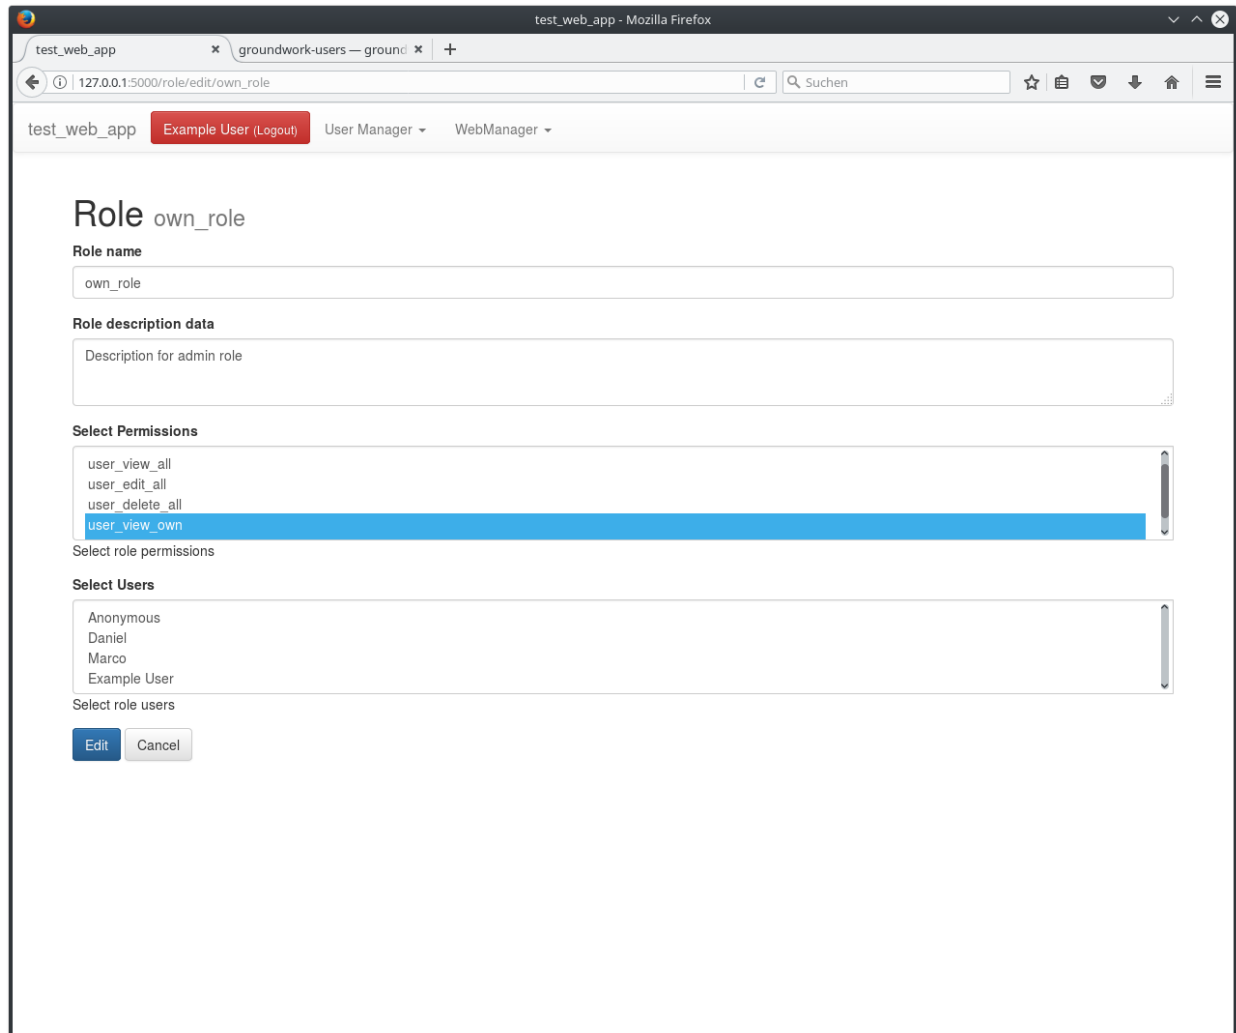 test_web_app - Mozilla Firefox
test_web_app
groundwork-users — ground
127.0.0.1:5000/role/edit/own_role
Suchen
test_web_app Example User (Logout) User Manager WebManager
Role own_role
Role name
own_role
Role description data
Description for admin role
Select Permissions
user_view_all
user_edit_all
user_delete_all
user_view_own
Select role permissions
Select Users
Anonymous
Daniel
Marco
Example User
Select role users
Edit Cancel